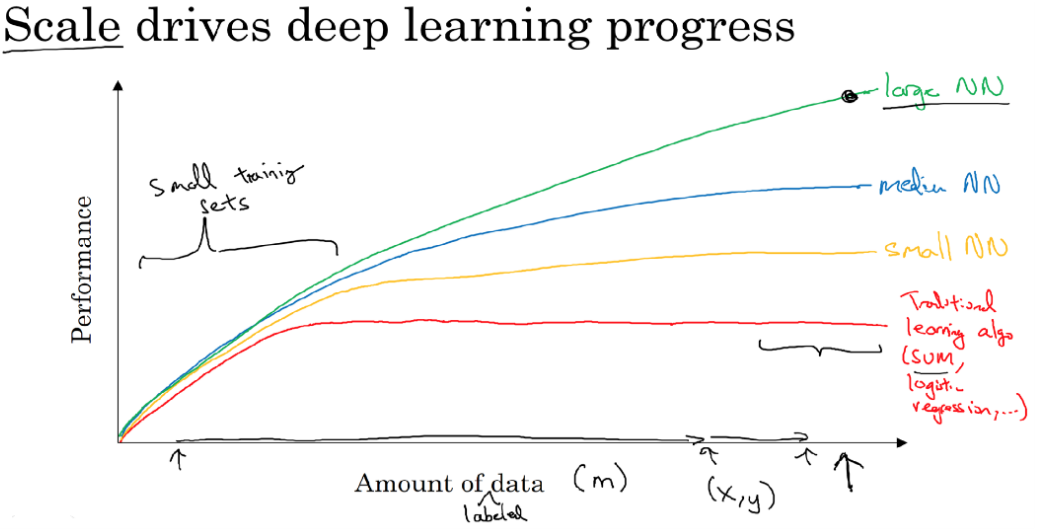 Scale drives deep learning progress
large NN
small training
sets
mediu NN
Performance
small NN
Traditional
learning algo
(SVM,
logistic
regression,...)
Amount of data (m)
labeled
(x,y)